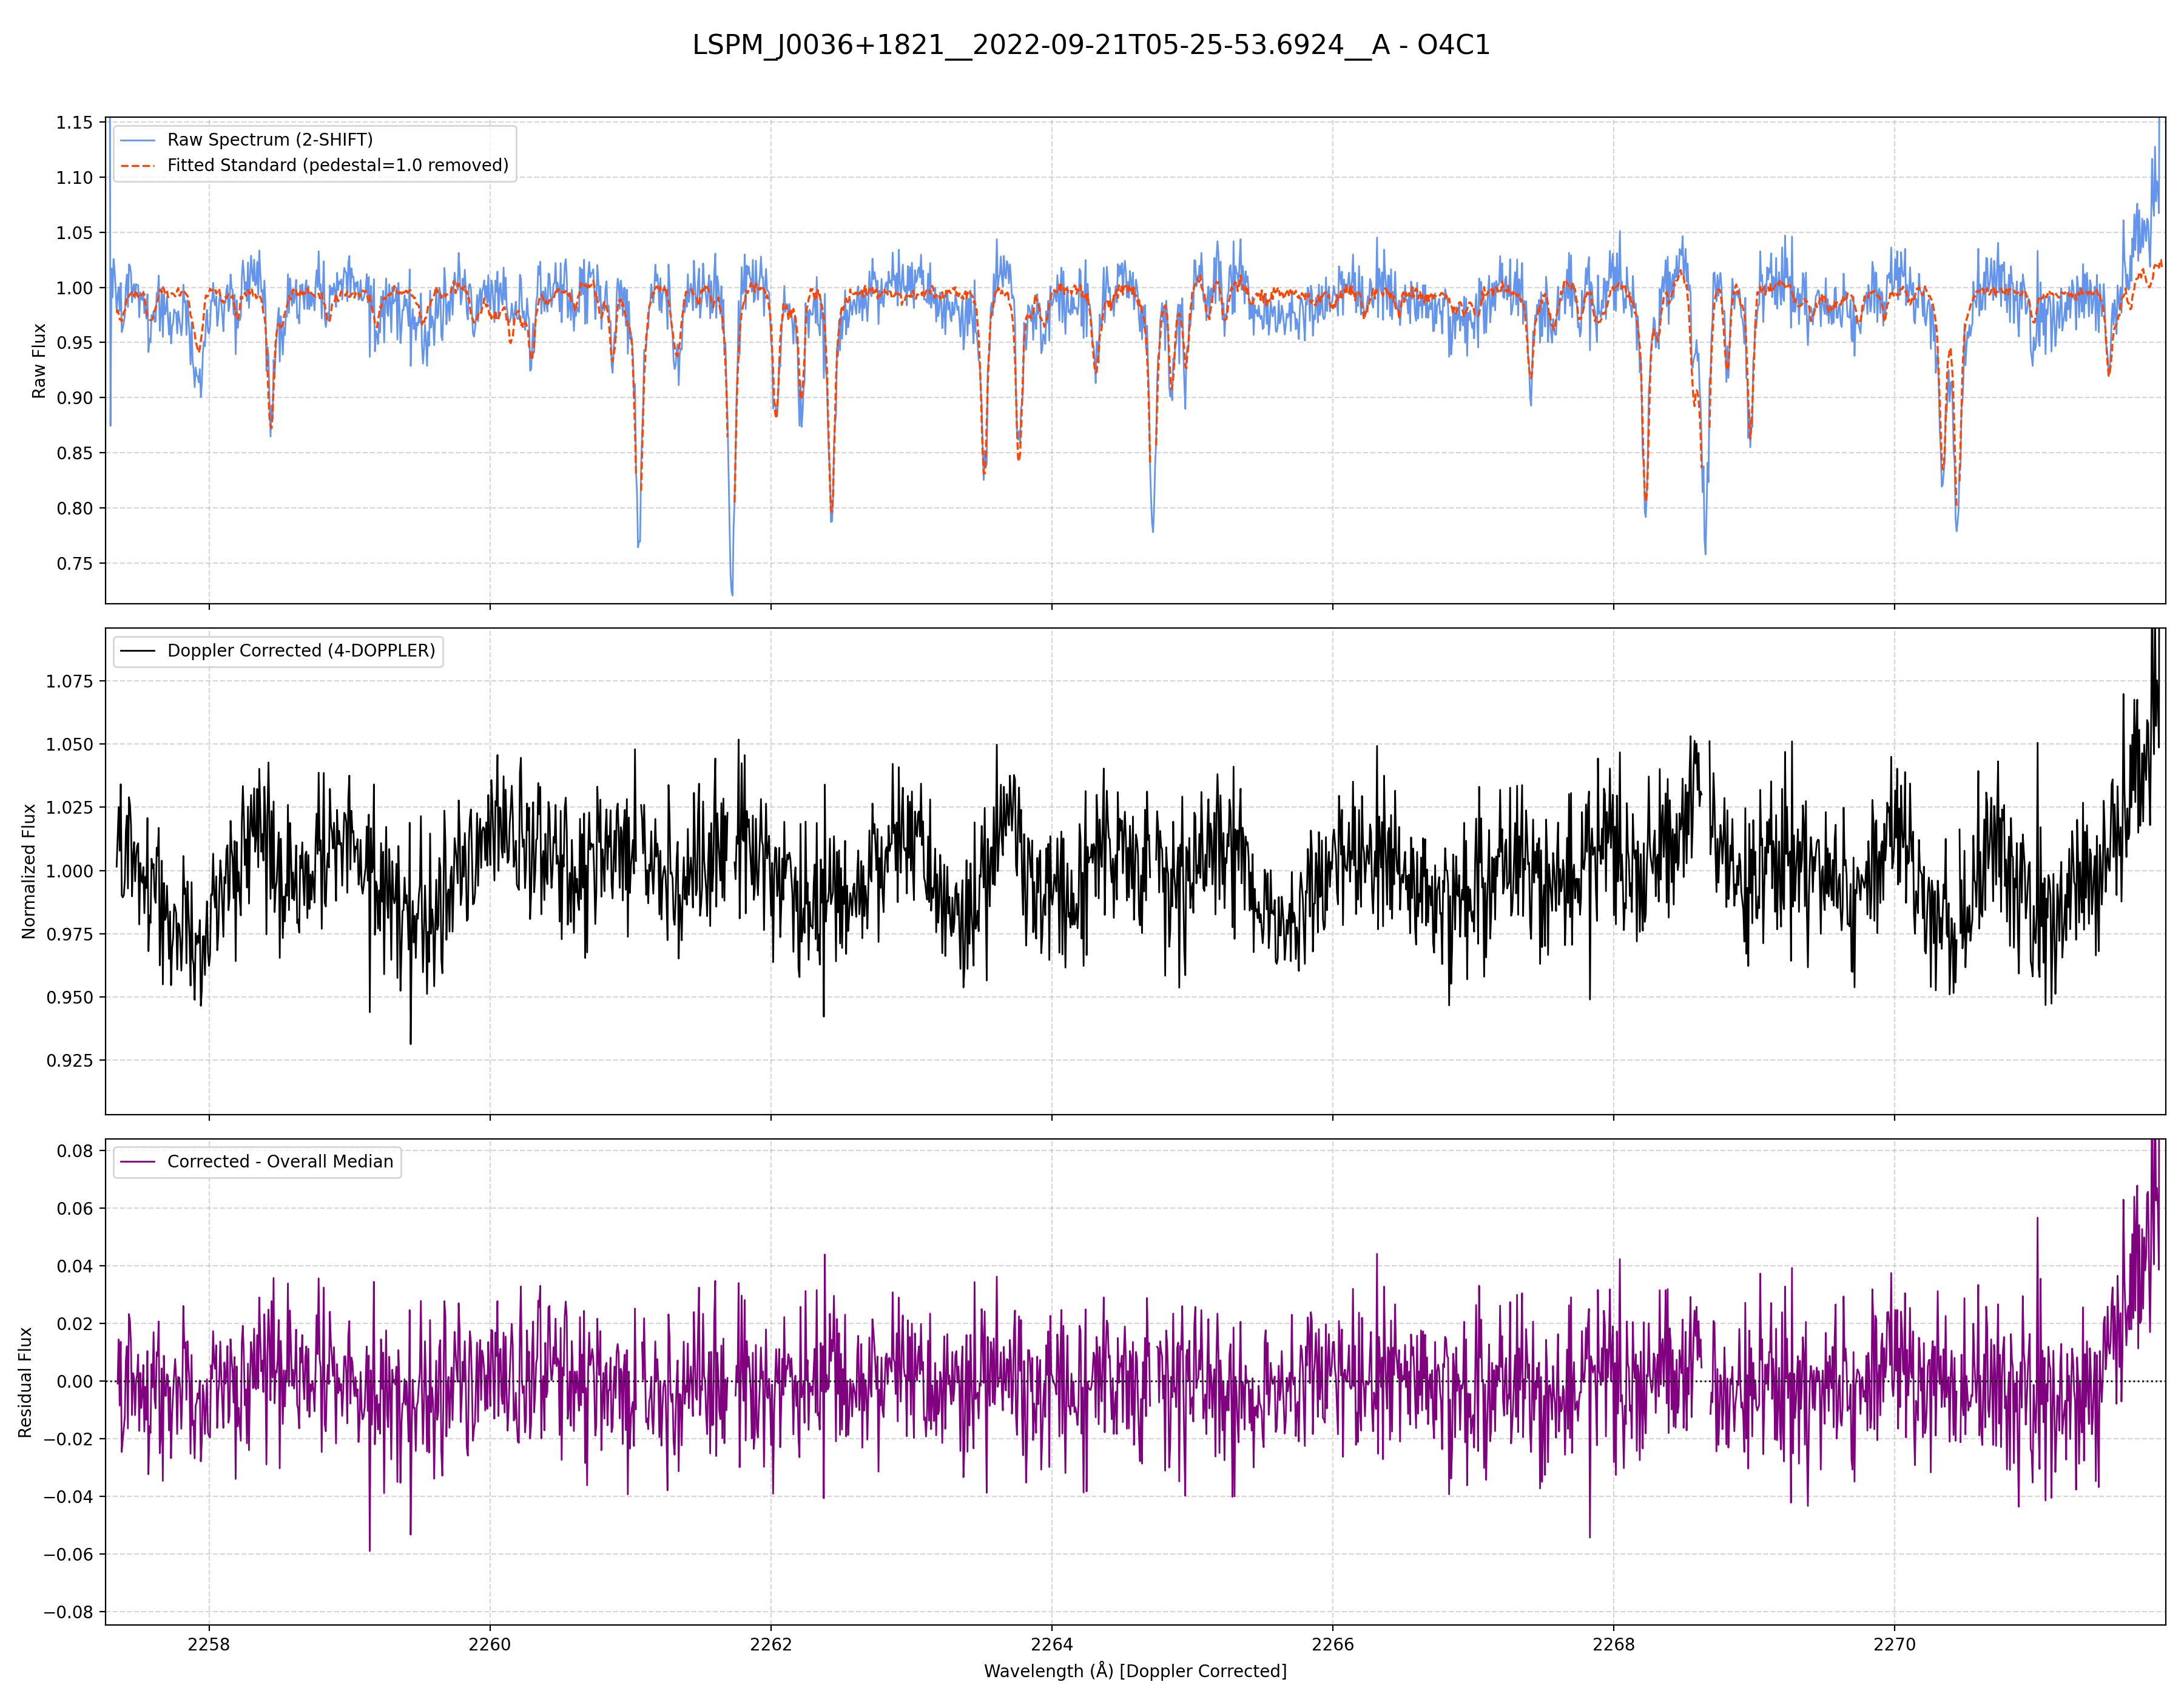 LSPM_J0036+1821__2022-09-21T05-25-53.6924__A - O4C1
1.15
1.10
1.05
1.00
0.95
0.90
0.85
0.80
0.75
Raw Flux
Raw Spectrum (2-SHIFT)
Fitted Standard (pedestal=1.0 removed)
1.075
1.050
1.025
1.000
0.975
0.950
0.925
Normalized Flux
Doppler Corrected (4-DOPPLER)
0.08
0.06
0.04
0.02
0.00
−0.02
−0.04
−0.06
−0.08
Residual Flux
Corrected - Overall Median
2258 2260 2262 2264 2266 2268 2270
Wavelength (Å) [Doppler Corrected]